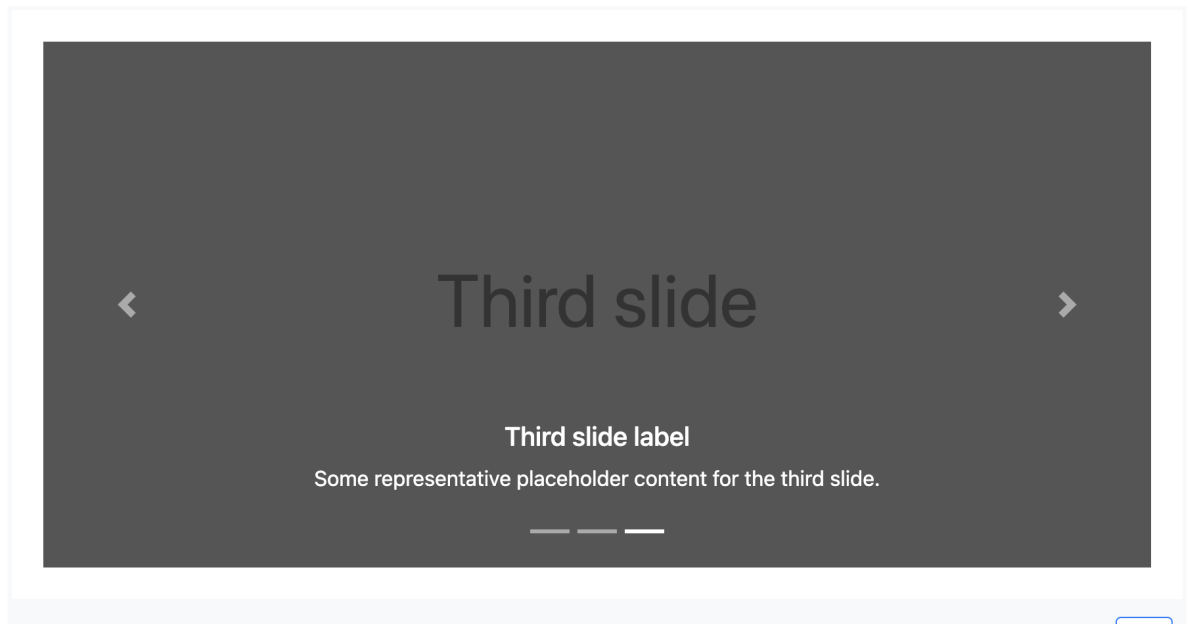 Third slide
Third slide label
Some representative placeholder content for the third slide.